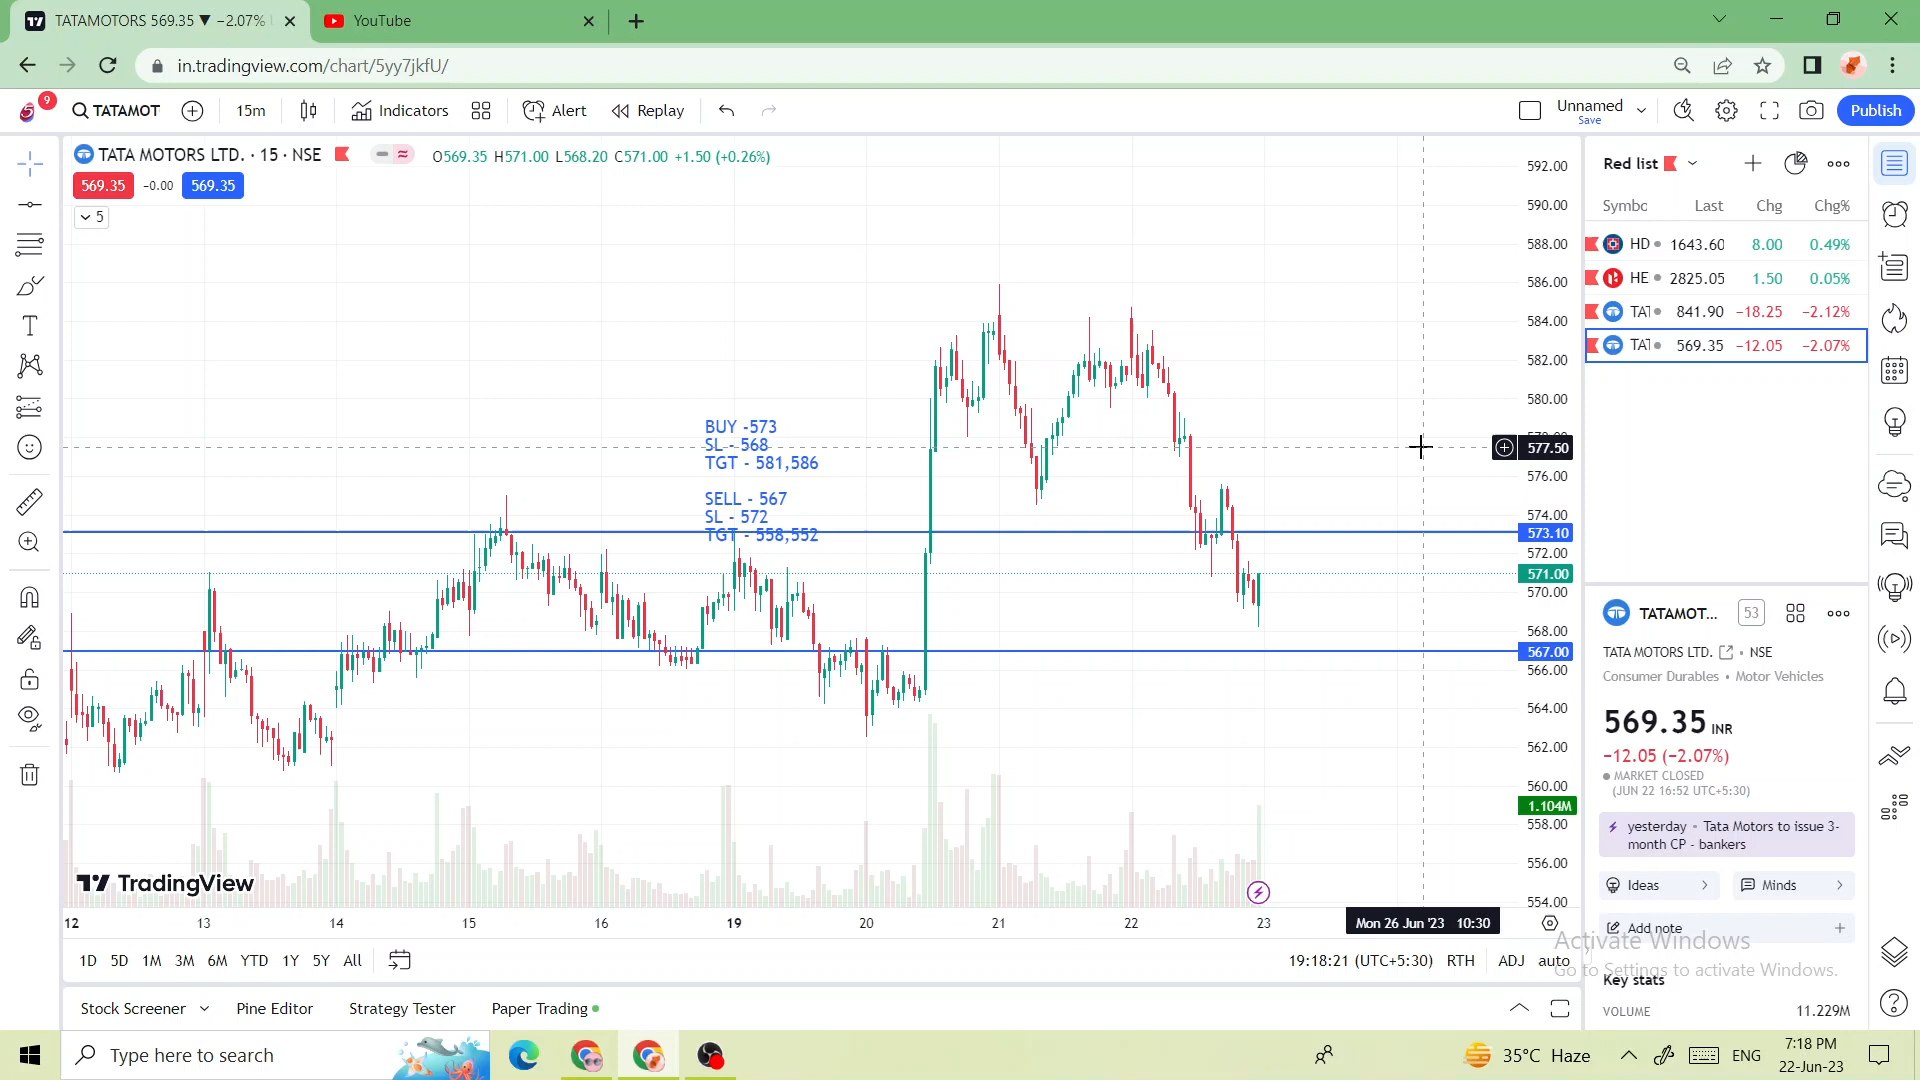 TATAMOTORS 569.35 ▼ −2.07%
YouTube
in.tradingview.com/chart/5yy7jkfU/
9
TATAMOT
15m
Indicators
Alert
Replay
Unnamed
Save
Publish
TATA MOTORS LTD. · 15 · NSE
O569.35 H571.00 L568.20 C571.00 +1.50 (+0.26%)
569.35 -0.00 569.35
5
BUY -573
SL - 568
TGT - 581,586
SELL - 567
SL - 572
TGT - 558,552
592.00
590.00
588.00
586.00
584.00
582.00
580.00
577.50
576.00
574.00
573.10
572.00
571.00
570.00
568.00
567.00
566.00
564.00
562.00
560.00
1.104M
558.00
556.00
554.00
TradingView
12 13 14 15 16 19 20 21 22 23
Mon 26 Jun '23 10:30
1D 5D 1M 3M 6M YTD 1Y 5Y All
19:18:21 (UTC+5:30) RTH ADJ auto
Stock Screener Pine Editor Strategy Tester Paper Trading
Red list
Symbo Last Chg Chg%
HD 1643.60 8.00 0.49%
HE 2825.05 1.50 0.05%
TAT 841.90 −18.25 −2.12%
TAT 569.35 −12.05 −2.07%
TATAMOT... 53
TATA MOTORS LTD. • NSE
Consumer Durables • Motor Vehicles
569.35 INR
−12.05 (−2.07%)
MARKET CLOSED
(JUN 22 16:52 UTC+5:30)
yesterday • Tata Motors to issue 3-
month CP - bankers
Ideas
Minds
Add note
Activate Windows
Go to Settings to activate Windows.
Key stats
VOLUME 11.229M
Type here to search
35°C Haze
ENG
7:18 PM
22-Jun-23